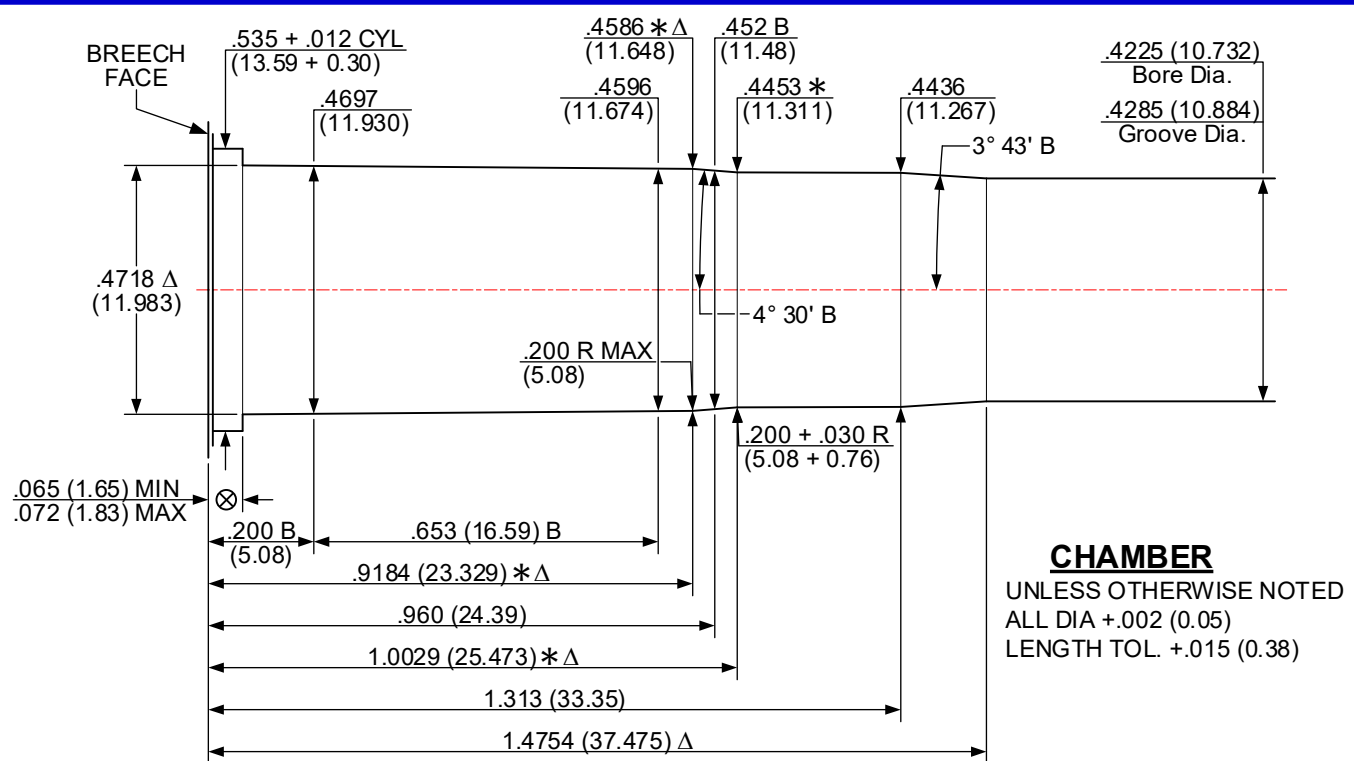 BREECH
FACE
.535 + .012 CYL
(13.59 + 0.30)
.4697
(11.930)
.4586 * Δ
(11.648)
.4596
(11.674)
.452 B
(11.48)
.4453 *
(11.311)
.4436
(11.267)
.4225 (10.732)
Bore Dia.
.4285 (10.884)
Groove Dia.
3° 43' B
.4718 Δ
(11.983)
4° 30' B
.200 R MAX
(5.08)
.200 + .030 R
(5.08 + 0.76)
.065 (1.65) MIN
.072 (1.83) MAX
⊗
.200 B
(5.08)
.653 (16.59) B
.9184 (23.329) * Δ
.960 (24.39)
1.0029 (25.473) * Δ
1.313 (33.35)
1.4754 (37.475) Δ
CHAMBER
UNLESS OTHERWISE NOTED
ALL DIA +.002 (0.05)
LENGTH TOL. +.015 (0.38)